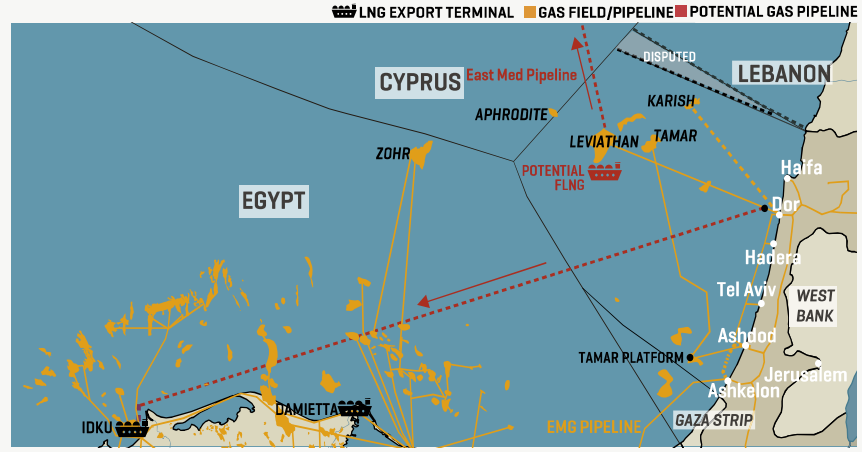 LNG EXPORT TERMINAL
GAS FIELD/PIPELINE
POTENTIAL GAS PIPELINE
DISPUTED
LEBANON
CYPRUS
East Med Pipeline
KARISH
APHRODITE
LEVIATHAN
TAMAR
ZOHR
POTENTIAL
FLNG
Haifa
EGYPT
Dor
Hadera
Tel Aviv
WEST
BANK
Ashdod
TAMAR PLATFORM
Jerusalem
Ashkelon
DAMIETTA
GAZA STRIP
IDKU
EMG PIPELINE